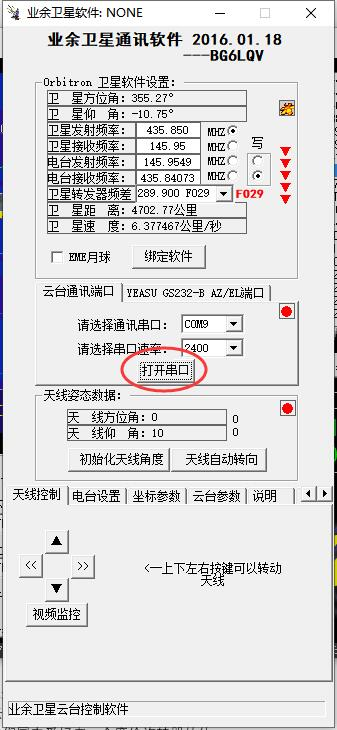 业余卫星软件: NONE
业余卫星通讯软件 2016.01.18
---BG6LQV
Orbitron 卫星软件设置:
卫 星方位角: 355.27°
卫 星仰 角: -10.75°
卫星发射频率: 435.850 MHZ 写
卫星接收频率: 145.95 MHZ
电台发射频率: 145.9549 MHZ
电台接收频率: 435.84073 MHZ
卫星转发器频差 289.900 FO29 FO29
卫 星距 离: 4702.77公里
卫 星速 度: 6.377467公里/秒
EME月球 绑定软件
云台通讯端口 YEASU GS232-B AZ/EL端口
请选择通讯串口: COM9
请选择串口速率: 2400
打开串口
天线姿态数据:
天 线方位角: 0 0
天 线仰 角: 10 0
初始化天线角度 天线自动转向
天线控制 电台设置 坐标参数 云台参数 说明
<< >> <—上下左右按键可以转动
天线
视频监控
业余卫星云台控制软件